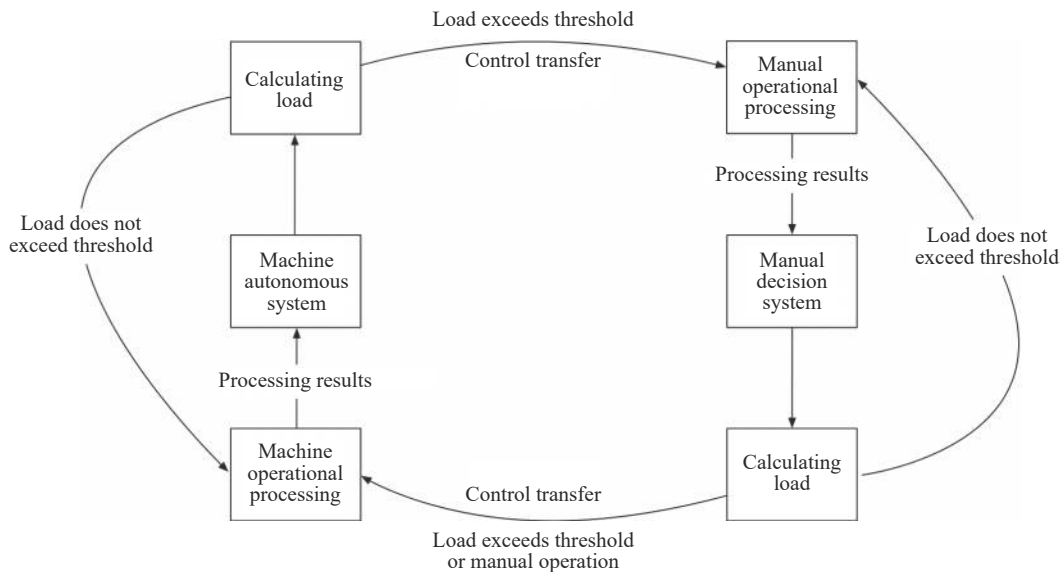 Load exceeds threshold
Control transfer
Calculating
load
Manual
operational
processing
Processing results
Load does not
exceed threshold
Machine
autonomous
system
Manual
decision
system
Load does not
exceed threshold
Processing results
Machine
operational
processing
Control transfer
Calculating
load
Load exceeds threshold
or manual operation